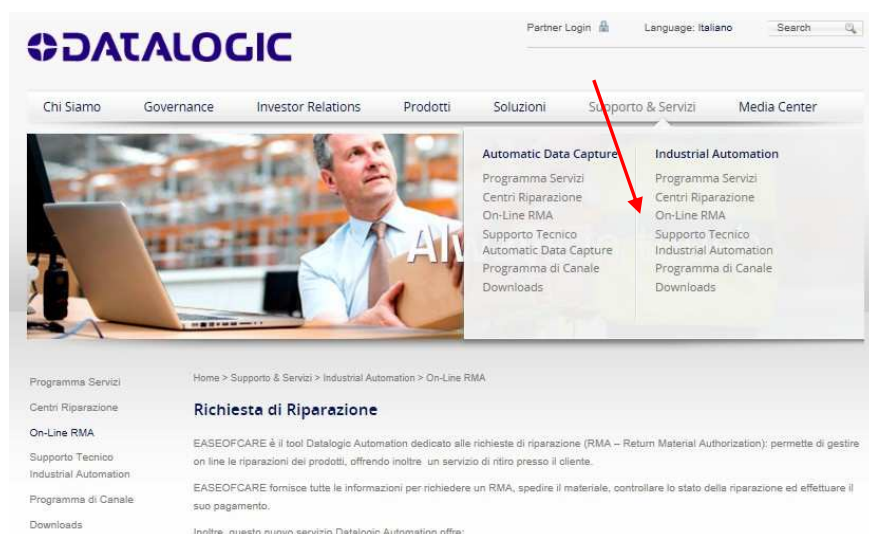 Partner Login Language: Italiano Search
DATALOGIC
Chi Siamo Governance Investor Relations Prodotti Soluzioni Supporto & Servizi Media Center
Automatic Data Capture
Programma Servizi
Centri Riparazione
On-Line RMA
Supporto Tecnico
Automatic Data Capture
Programma di Canale
Downloads
Industrial Automation
Programma Servizi
Centri Riparazione
On-Line RMA
Supporto Tecnico
Industrial Automation
Programma di Canale
Downloads
Programma Servizi
Centri Riparazione
On-Line RMA
Supporto Tecnico
Industrial Automation
Programma di Canale
Downloads
Home > Supporto & Servizi > Industrial Automation > On-Line RMA
Richiesta di Riparazione
EASEOFCARE è il tool Datalogic Automation dedicato alle richieste di riparazione (RMA – Return Material Authorization): permette di gestire
on line le riparazioni dei prodotti, offrendo inoltre un servizio di ritiro presso il cliente.
EASEOFCARE fornisce tutte le informazioni per richiedere un RMA, spedire il materiale, controllare lo stato della riparazione ed effettuare il
suo pagamento.
Inoltre, questo nuovo servizio Datalogic Automation offre: